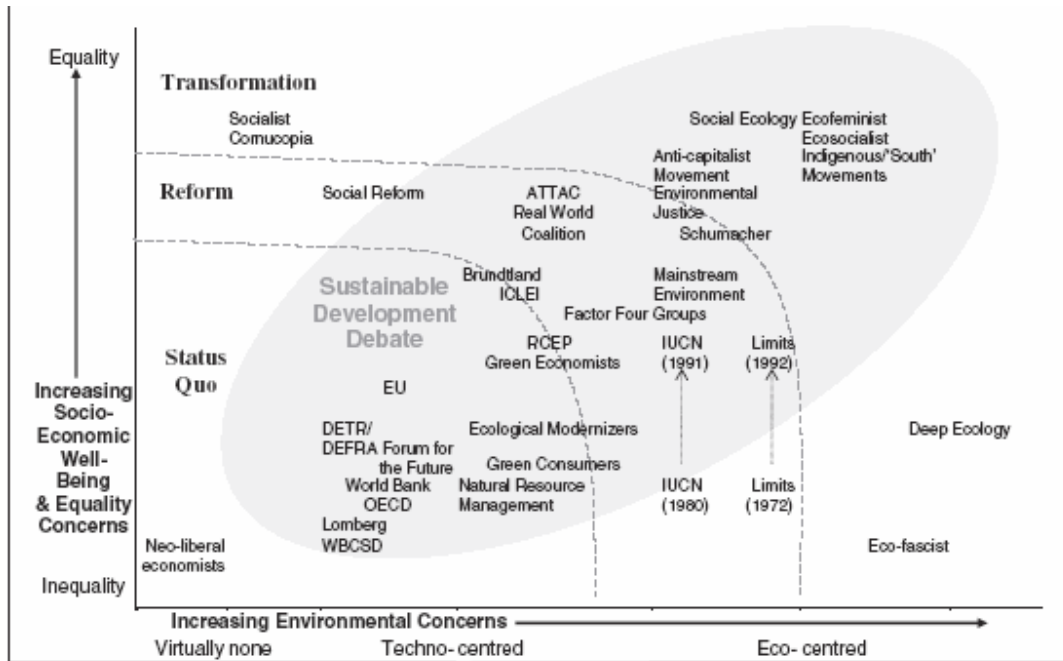 Equality
Transformation
Socialist
Cornucopia
Social Ecology Ecofeminist
Ecosocialist
Anti-capitalist
Movement
Indigenous/'South'
Movements
Reform
Social Reform
ATTAC
Real World
Coalition
Environmental
Justice
Schumacher
Sustainable
Development
Debate
Brundtland
ICLEI
Mainstream
Environment
Factor Four Groups
Status
Quo
RCEP
Green Economists
IUCN
(1991)
Limits
(1992)
EU
Increasing
Socio-
Economic
Well-
Being
& Equality
Concerns
DETR/
DEFRA Forum for
the Future
Ecological Modernizers
Deep Ecology
Green Consumers
World Bank
OECD
Natural Resource
Management
IUCN
(1980)
Limits
(1972)
Lomberg
WBCSD
Neo-liberal
economists
Eco-fascist
Inequality
Increasing Environmental Concerns
Virtually none
Techno- centred
Eco- centred